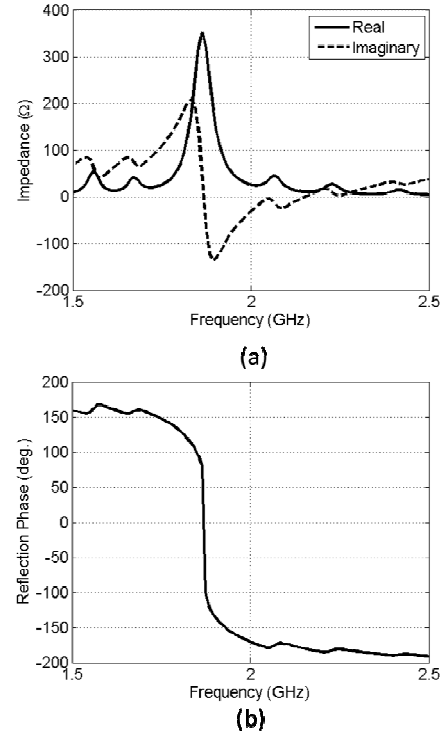 400
300
200
100
0
-100
-200
Impedance (Ω)
Real
Imaginary
1.5 2 2.5
Frequency (GHz)
(a)
200
150
100
50
0
-50
-100
-150
-200
Reflection Phase (deg.)
1.5 2 2.5
Frequency (GHz)
(b)